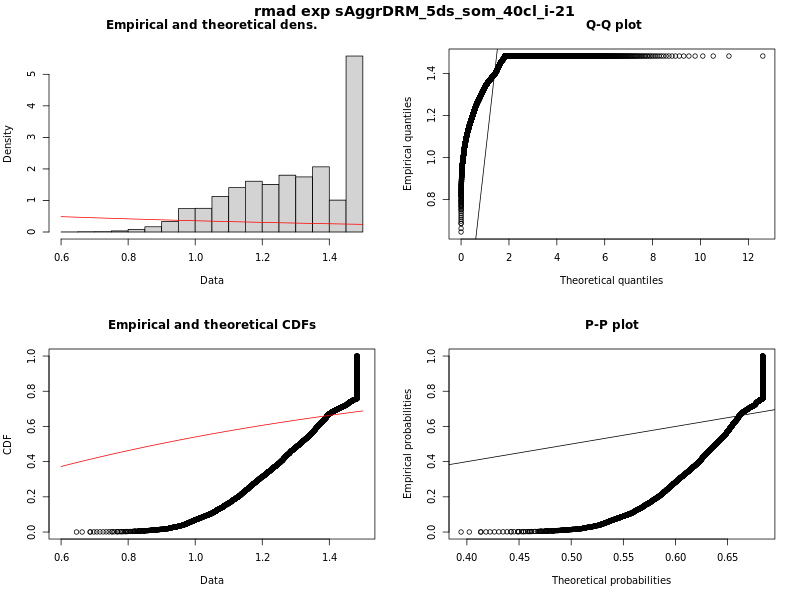 rmad exp sAggrDRM_5ds_som_40cl_i-21
Empirical and theoretical dens.
Density
0 1 2 3 4 5
0.6 0.8 1.0 1.2 1.4
Data
Q-Q plot
Empirical quantiles
0.8 1.0 1.2 1.4
0 2 4 6 8 10 12
Theoretical quantiles
Empirical and theoretical CDFs
CDF
0.0 0.2 0.4 0.6 0.8 1.0
0.6 0.8 1.0 1.2 1.4
Data
P-P plot
Empirical probabilities
0.0 0.2 0.4 0.6 0.8 1.0
0.40 0.45 0.50 0.55 0.60 0.65
Theoretical probabilities